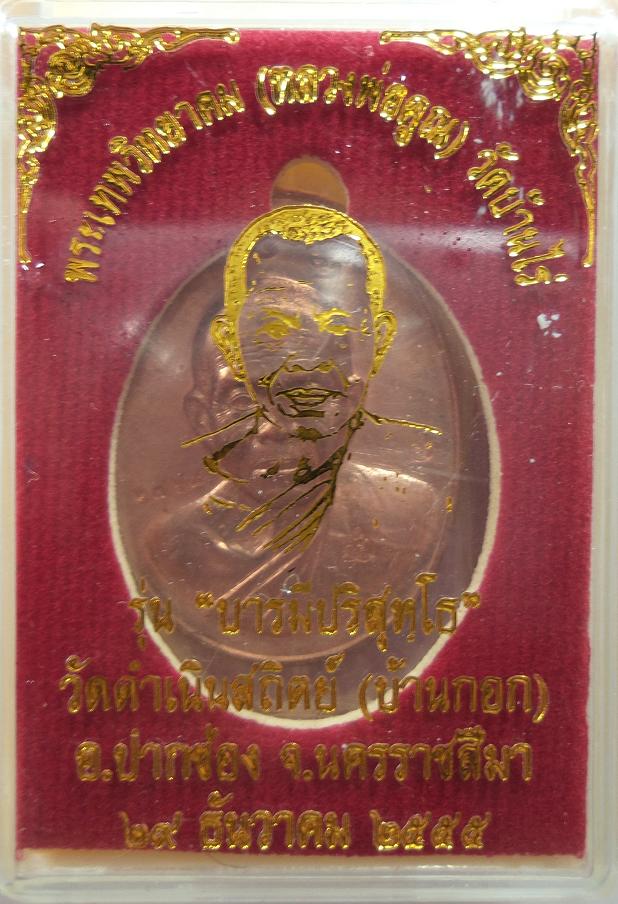 พระเทพวิทยาคม (หลวงพ่อคูณ) วัดบ้านไร่
รุ่น "บารมีปริสุทฺโธ"
วัดดำเนินสถิตย์ (บ้านกอก)
อ.ปากช่อง จ.นครราชสีมา
๒๙ ธันวาคม ๒๕๕๕